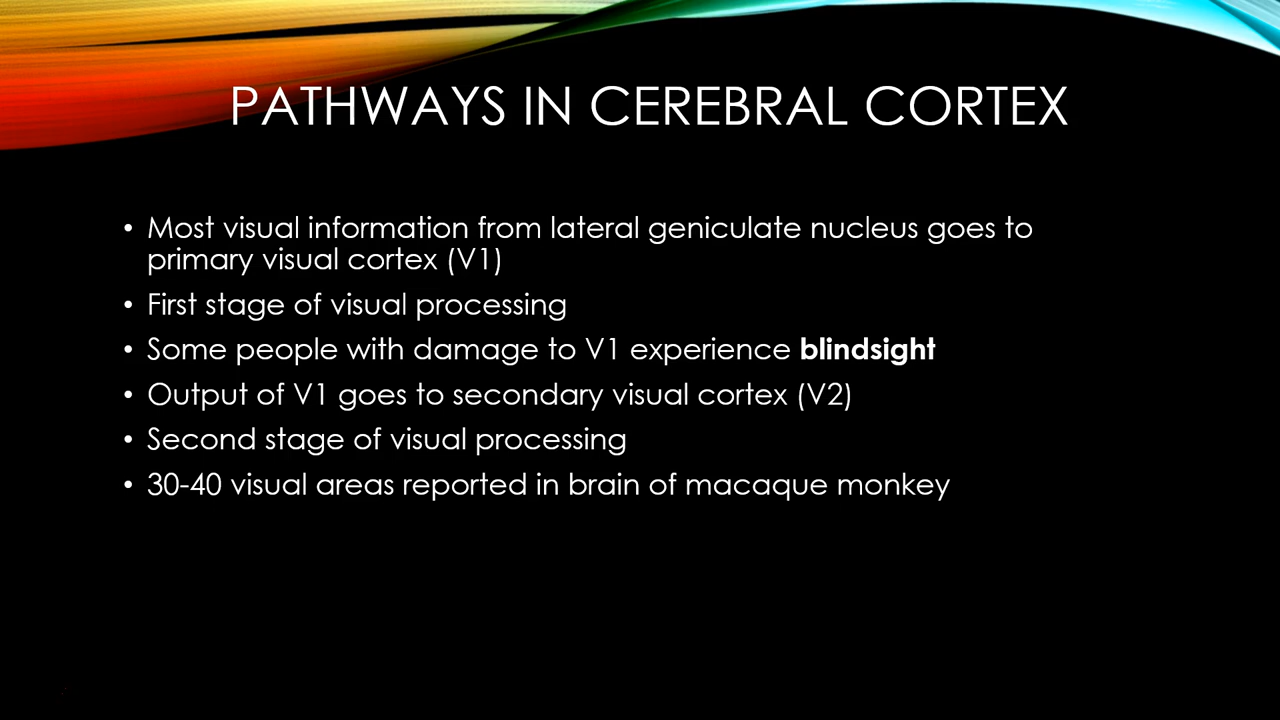 PATHWAYS IN CEREBRAL CORTEX
• Most visual information from lateral geniculate nucleus goes to
primary visual cortex (V1)
• First stage of visual processing
• Some people with damage to V1 experience blindsight
• Output of V1 goes to secondary visual cortex (V2)
• Second stage of visual processing
• 30-40 visual areas reported in brain of macaque monkey